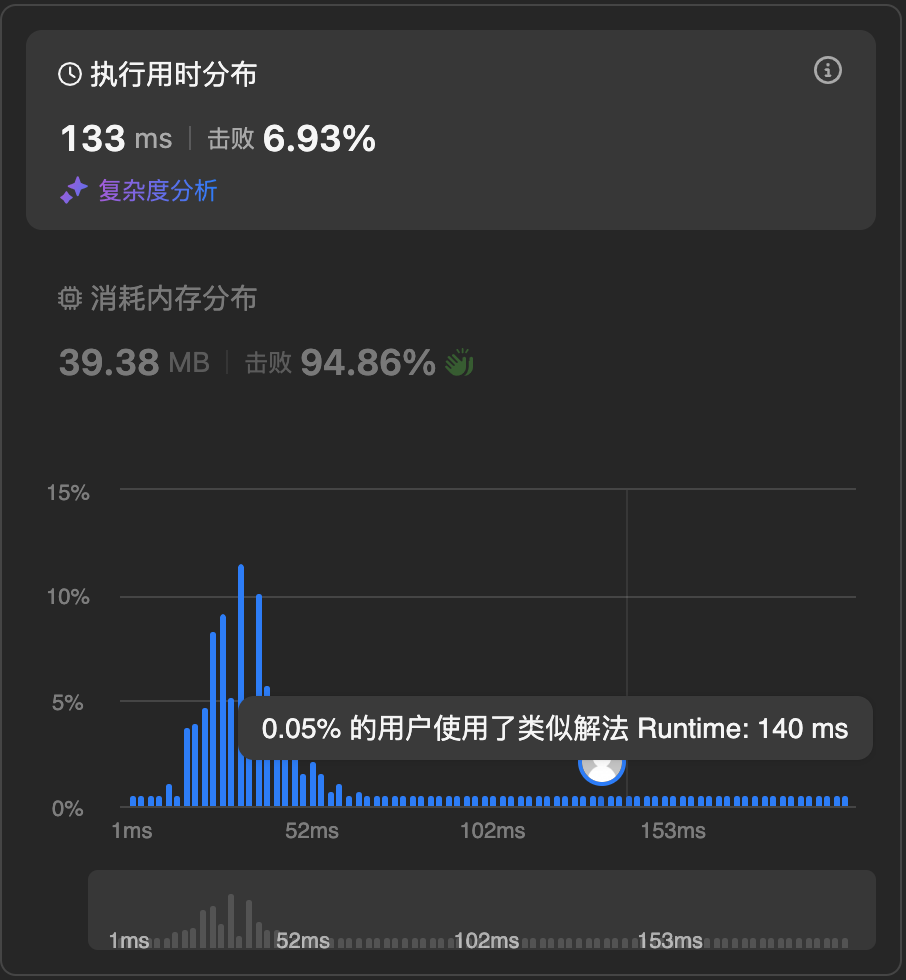 执行用时分布
133 ms | 击败 6.93%
复杂度分析
消耗内存分布
39.38 MB | 击败 94.86%
15%
10%
5%
0.05% 的用户使用了类似解法 Runtime: 140 ms
0%
1ms 52ms 102ms 153ms
1ms 52ms 102ms 153ms